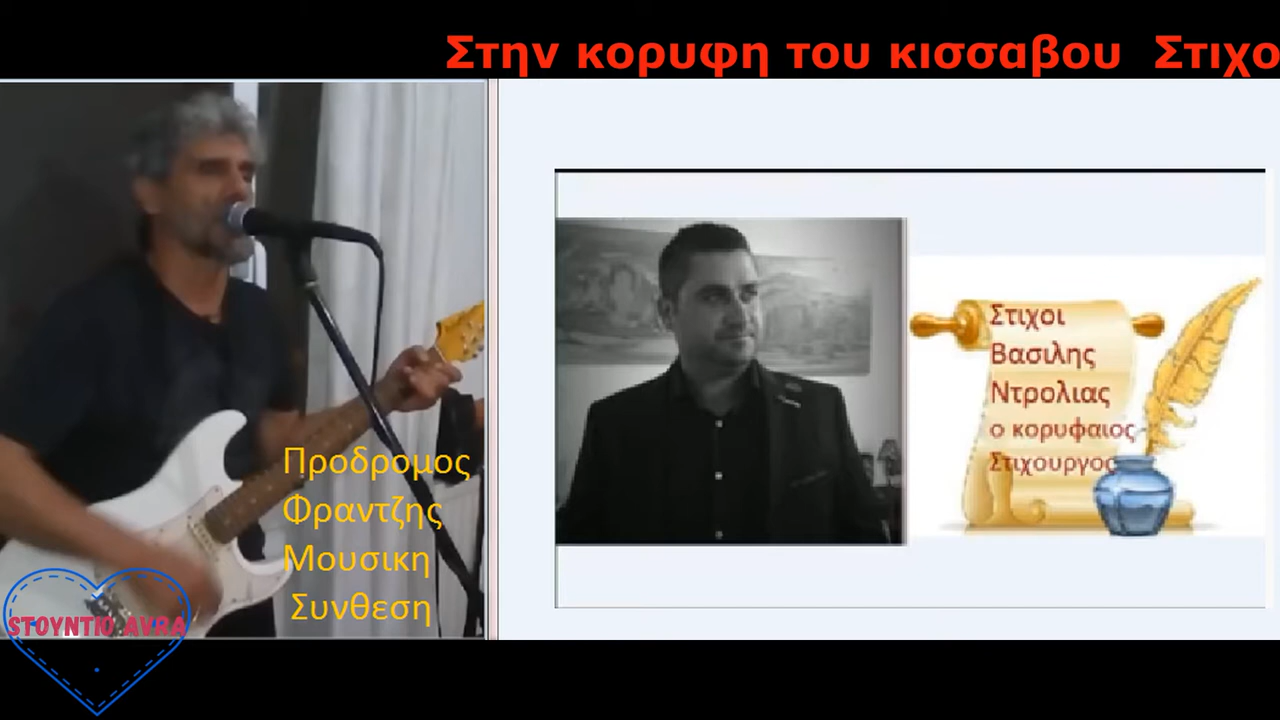 Στην κορυφη του κισσαβου Στιχο
Προδρομος
Φραντζης
Μουσικη
Συνθεση
Στιχοι
Βασιλης
Ντρολιας
ο κορυφαιος
Στιχουργος
STOYNTIO AVRA